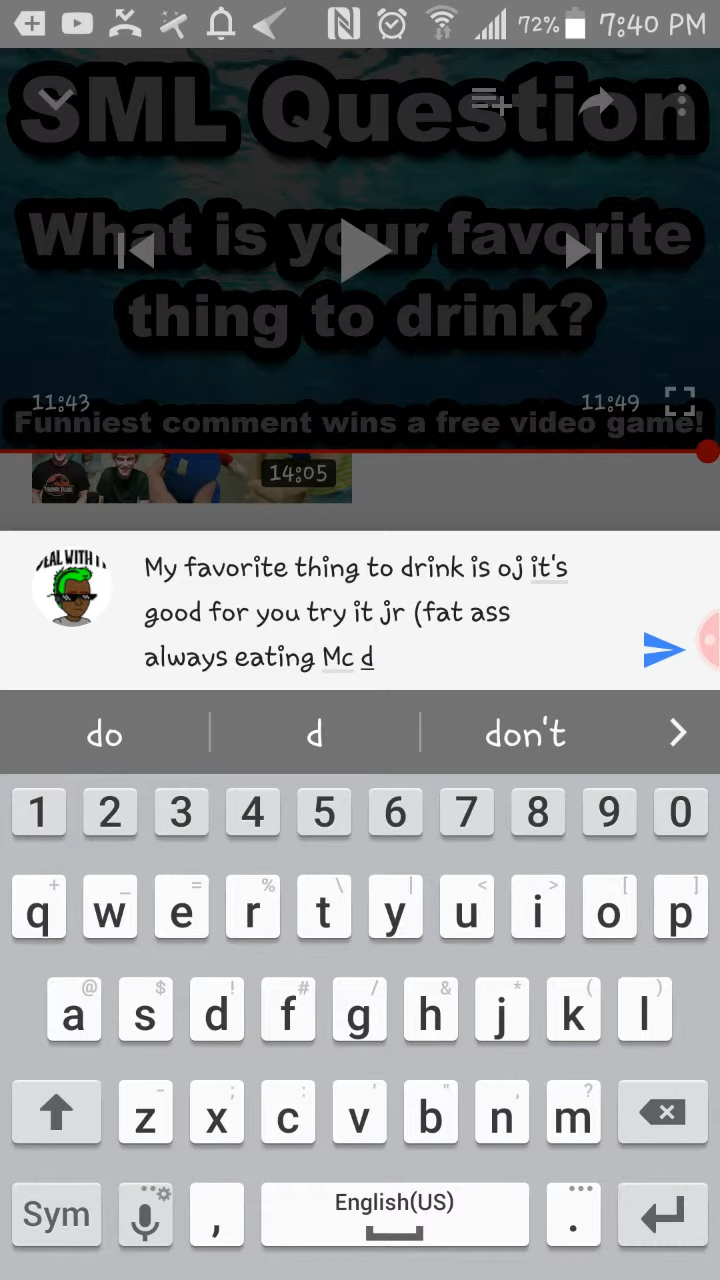 72% 7:40 PM
SML Question
What is your favorite
thing to drink?
11:43 11:49
Funniest comment wins a free video game!
14:05
My favorite thing to drink is oj it's
good for you try it jr (fat ass
always eating Mc d
do d don't
1 2 3 4 5 6 7 8 9 0
+ _ = % \ | < > [ ]
q w e r t y u i o p
@ $ ! # / & * ( )
a s d f g h j k l
- ; : ' " , ?
z x c v b n m
Sym , English(US) .